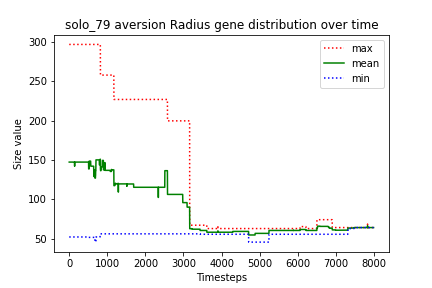 solo_79 aversion Radius gene distribution over time
300
250
200
150
100
50
Size value
max
mean
min
0 1000 2000 3000 4000 5000 6000 7000 8000
Timesteps